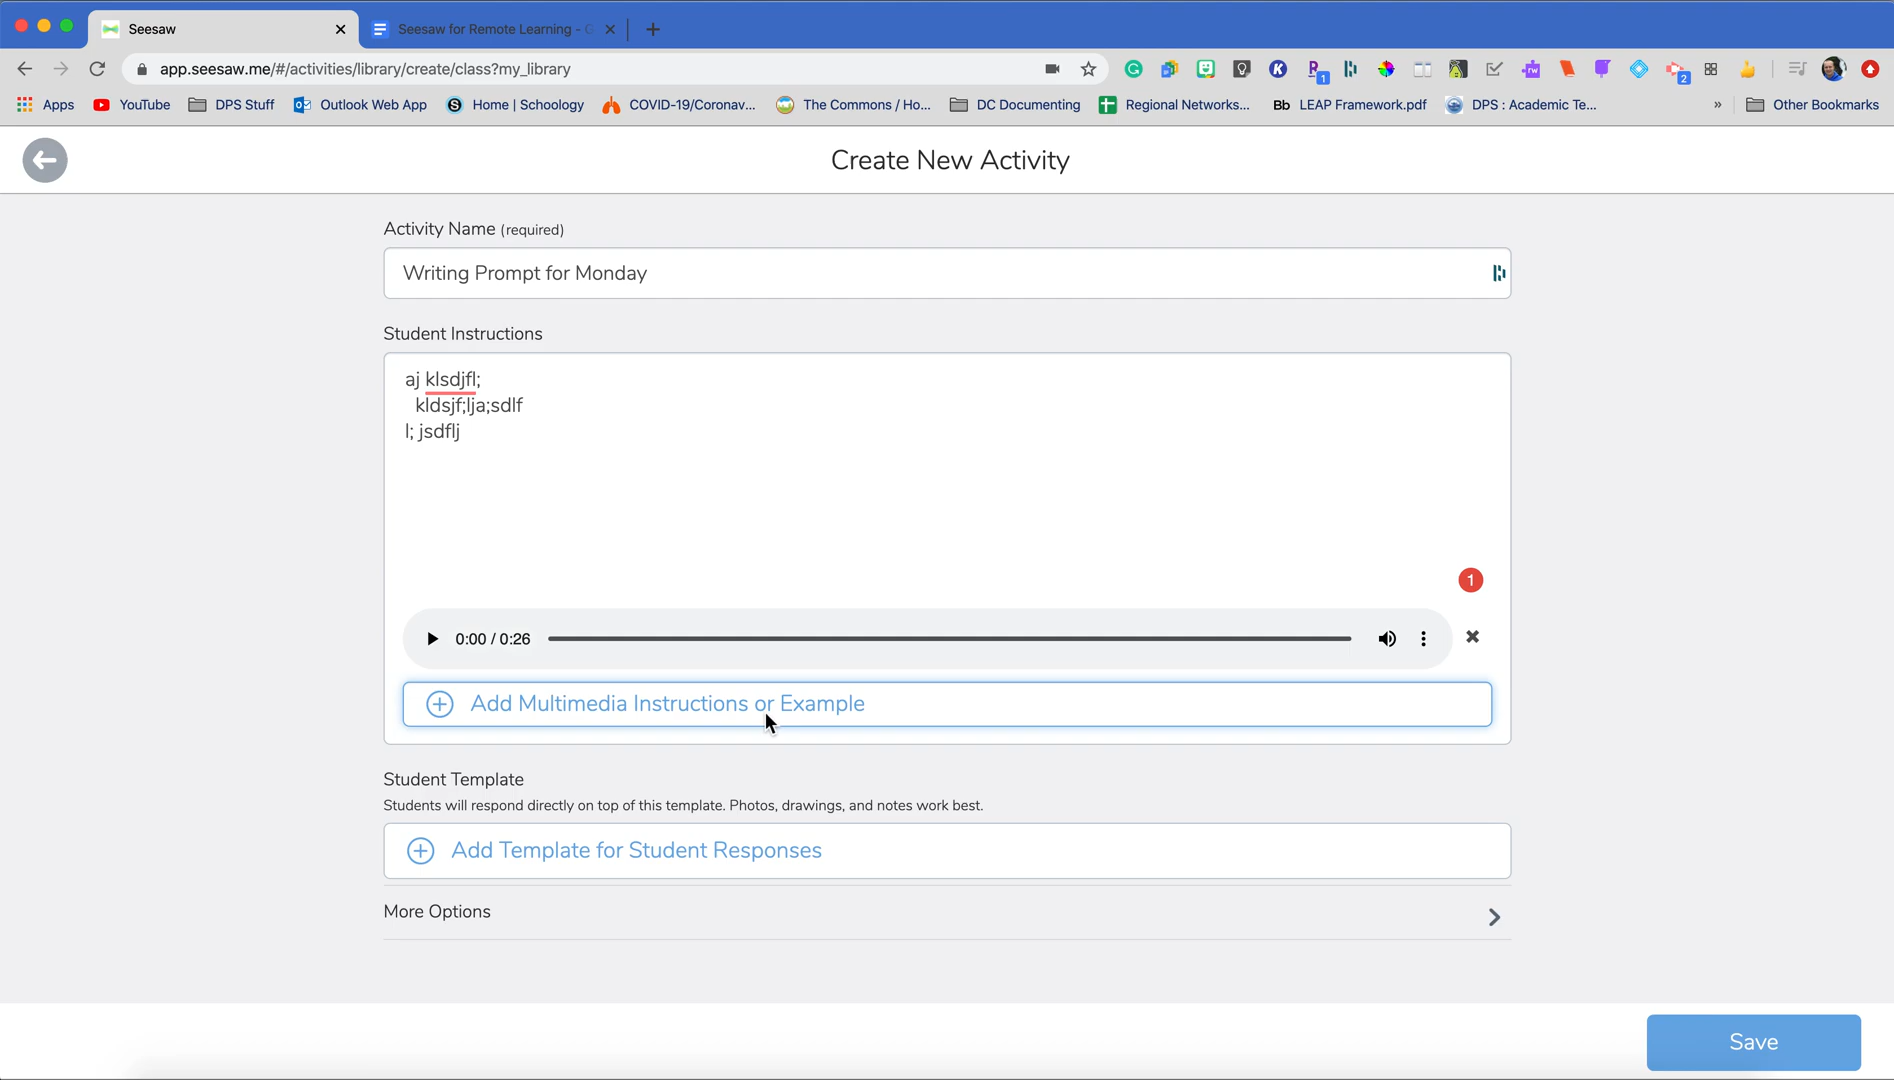 Seesaw
Seesaw for Remote Learning -
app.seesaw.me/#/activities/library/create/class?my_library
1
2
Apps
YouTube
DPS Stuff
Outlook Web App
Home | Schoology
COVID-19/Coronav...
The Commons / Ho...
DC Documenting
Regional Networks...
Bb LEAP Framework.pdf
DPS : Academic Te...
»
Other Bookmarks
Create New Activity
Activity Name (required)
Writing Prompt for Monday
Student Instructions
aj klsdjfl;
kldsjf;lja;sdlf
l; jsdflj
1
0:00 / 0:26
Add Multimedia Instructions or Example
Student Template
Students will respond directly on top of this template. Photos, drawings, and notes work best.
Add Template for Student Responses
More Options
Save